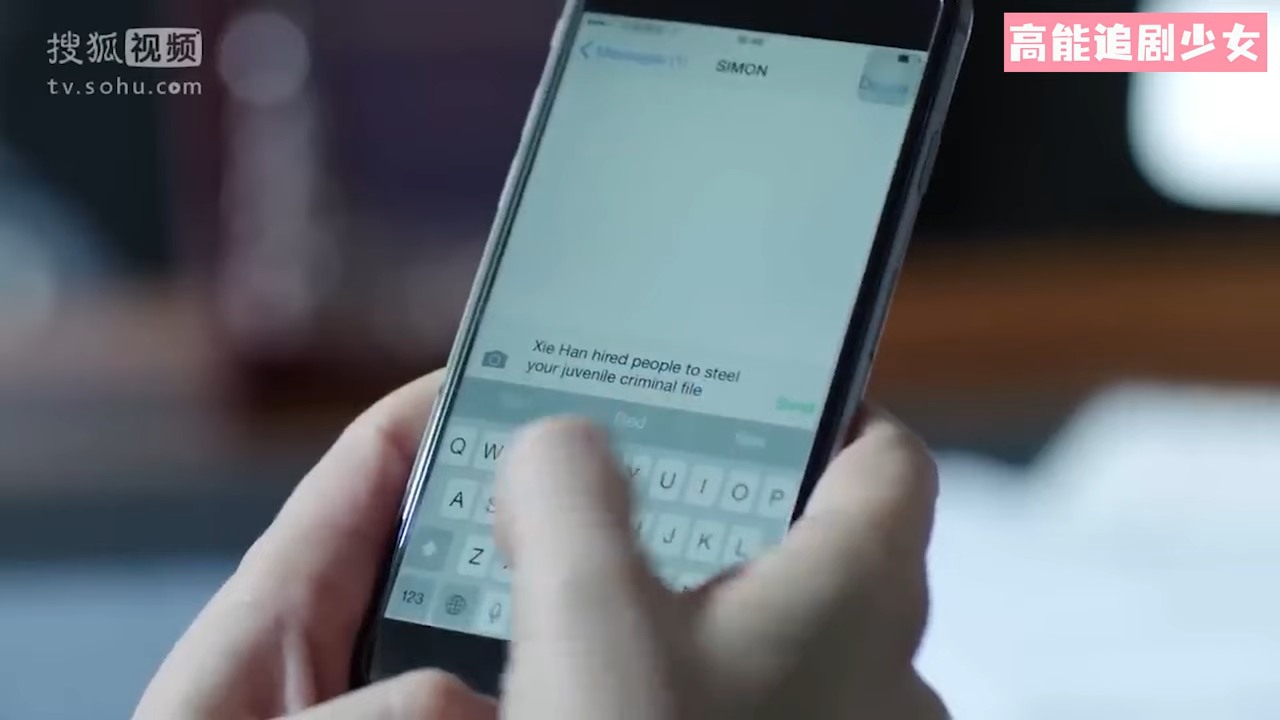 搜狐视频
tv.sohu.com
高能追剧少女
SIMON
Xie Han hired people to steel
your juvenile criminal file
Send
Q W U I O P
A J K L
Z
123